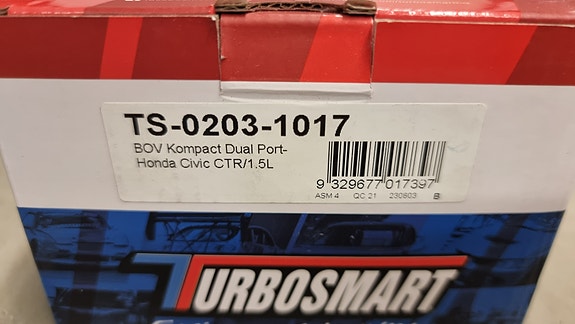 TS-0203-1017
BOV Kompact Dual Port-
Honda Civic CTR/1.5L
9 329677 017397
ASM 4 QC 21 230803 B
TURBOSMART